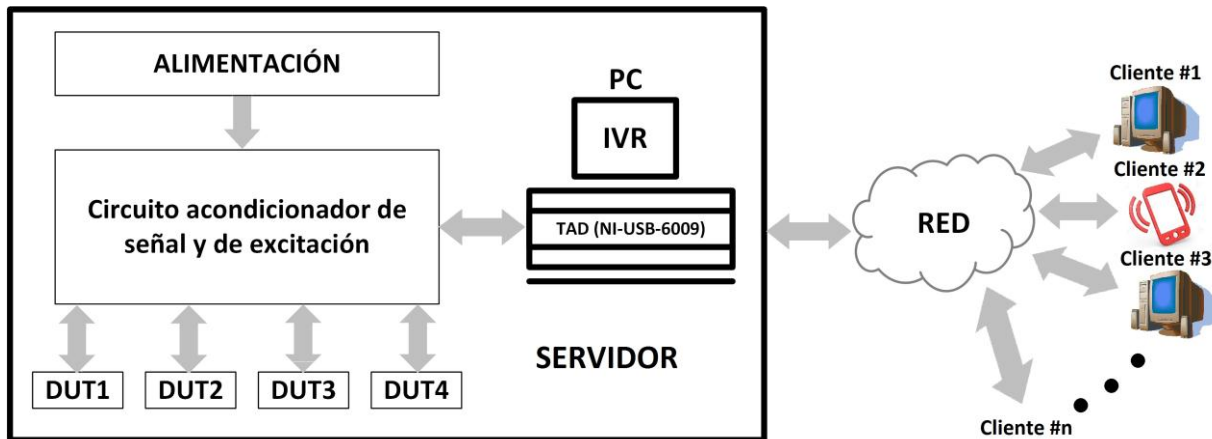 ALIMENTACIÓN
PC
IVR
Circuito acondicionador de
señal y de excitación
TAD (NI-USB-6009)
DUT1
DUT2
DUT3
DUT4
SERVIDOR
RED
Cliente #1
Cliente #2
Cliente #3
Cliente #n